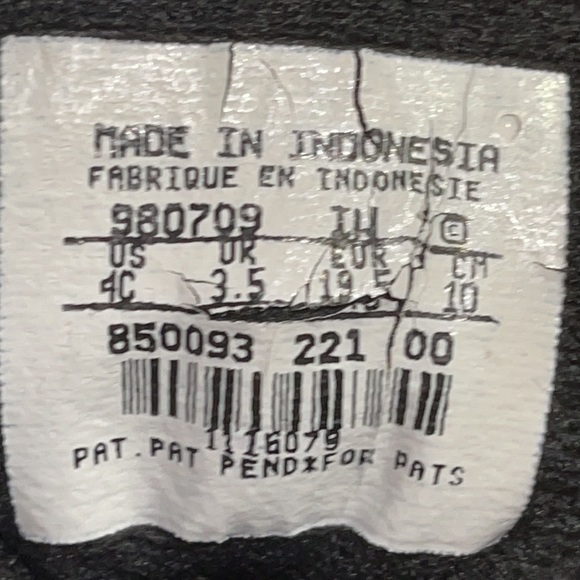 MADE IN INDONESIA
FABRIQUE EN INDONESIE
980709 IW ©
US UK EUR CM
4C 3.5 19.5 10
850093 221 00
1116079
PAT.PAT PEND*FOR PATS